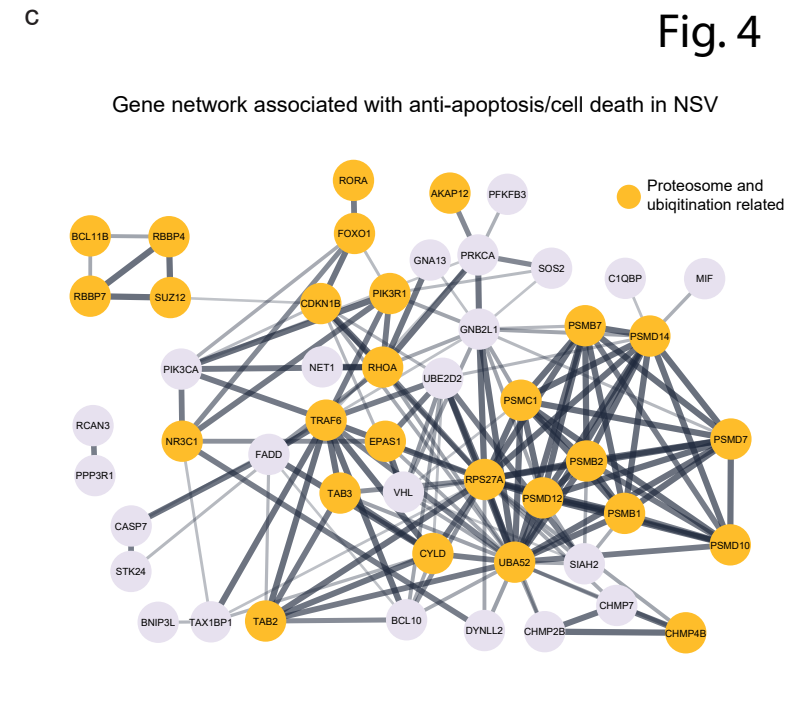 c
Fig. 4
Gene network associated with anti-apoptosis/cell death in NSV
Proteosome and
ubiqitination related
RORA
AKAP12
PFKFB3
BCL11B
RBBP4
FOXO1
GNA13
PRKCA
SOS2
C1QBP
MIF
RBBP7
SUZ12
CDKN1B
PIK3R1
GNB2L1
PSMB7
PSMD14
PIK3CA
NET1
RHOA
UBE2D2
PSMC1
RCAN3
NR3C1
TRAF6
EPAS1
PSMD7
FADD
PSMB2
PPP3R1
TAB3
VHL
RPS27A
PSMD12
PSMB1
CASP7
PSMD10
CYLD
UBA52
SIAH2
STK24
CHMP7
BNIP3L
TAX1BP1
TAB2
BCL10
DYNLL2
CHMP2B
CHMP4B